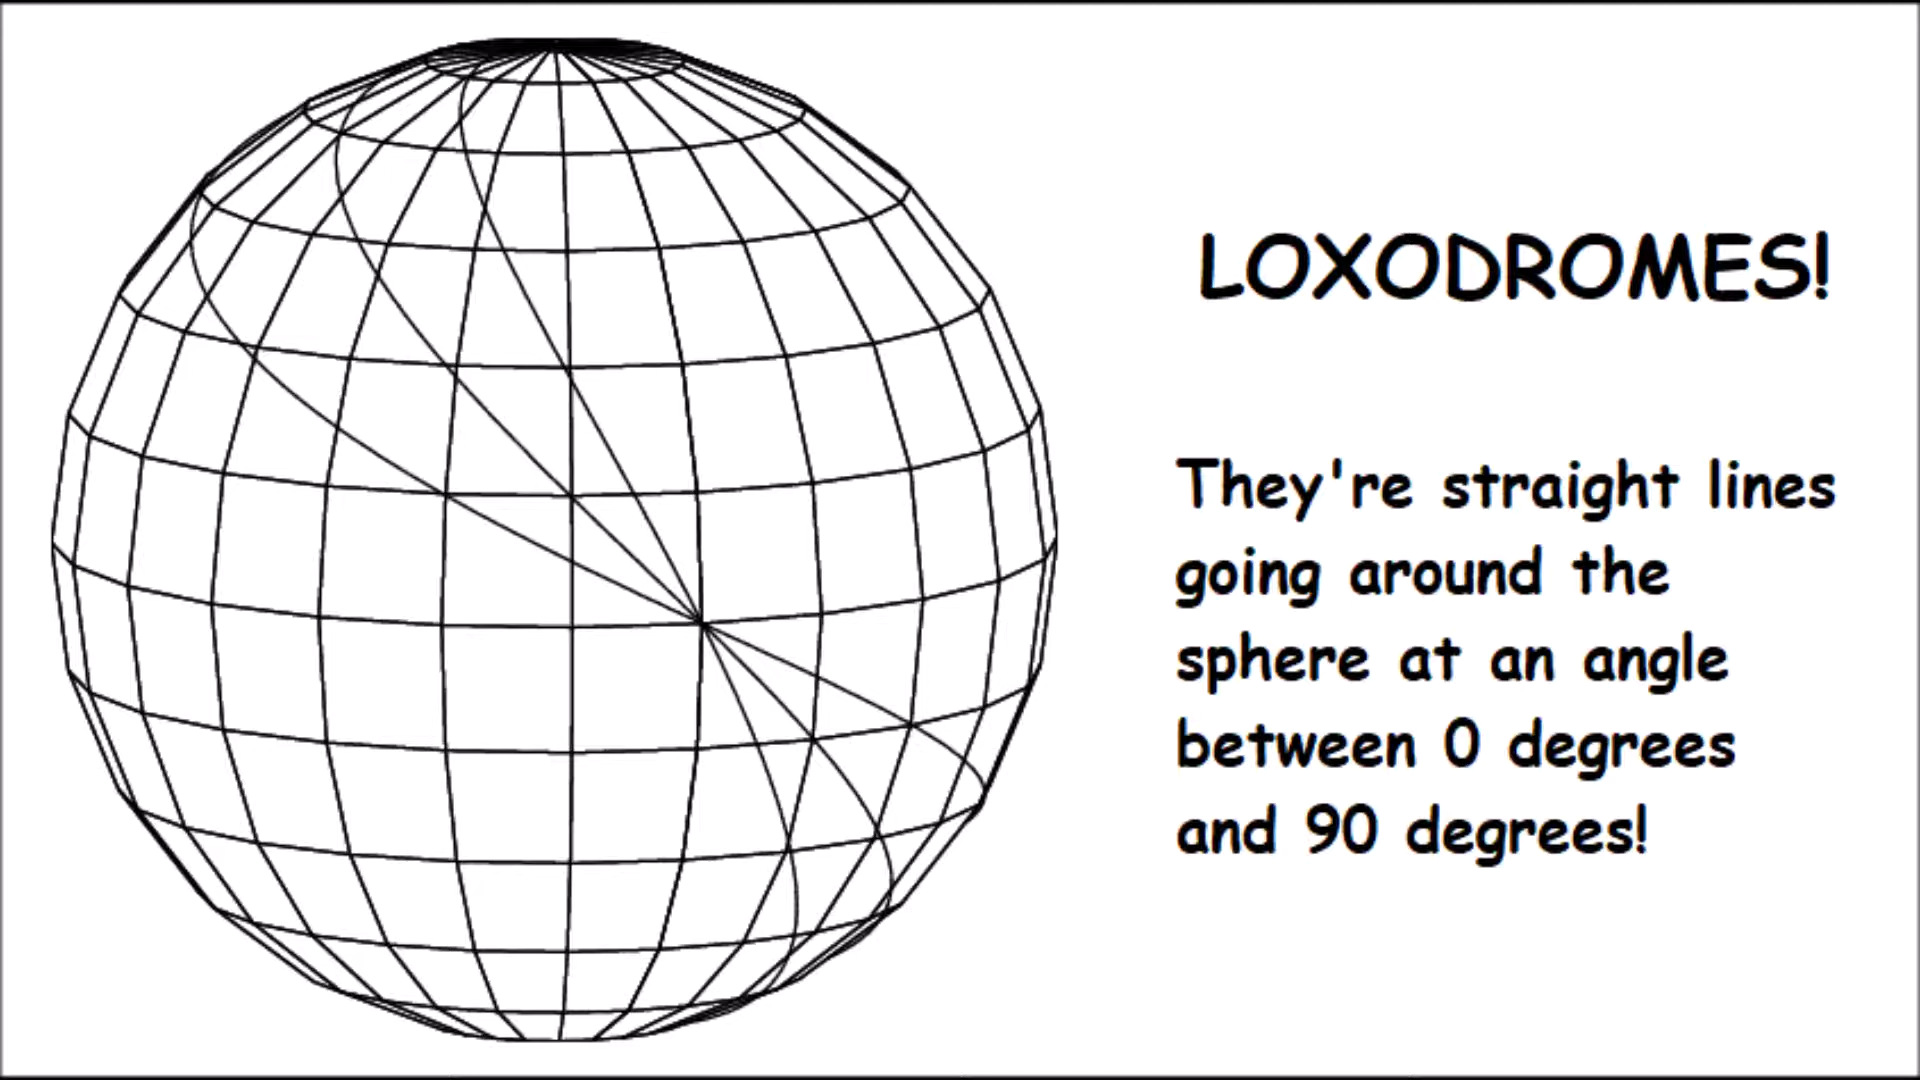 LOXODROMES!
They're straight lines
going around the
sphere at an angle
between 0 degrees
and 90 degrees!